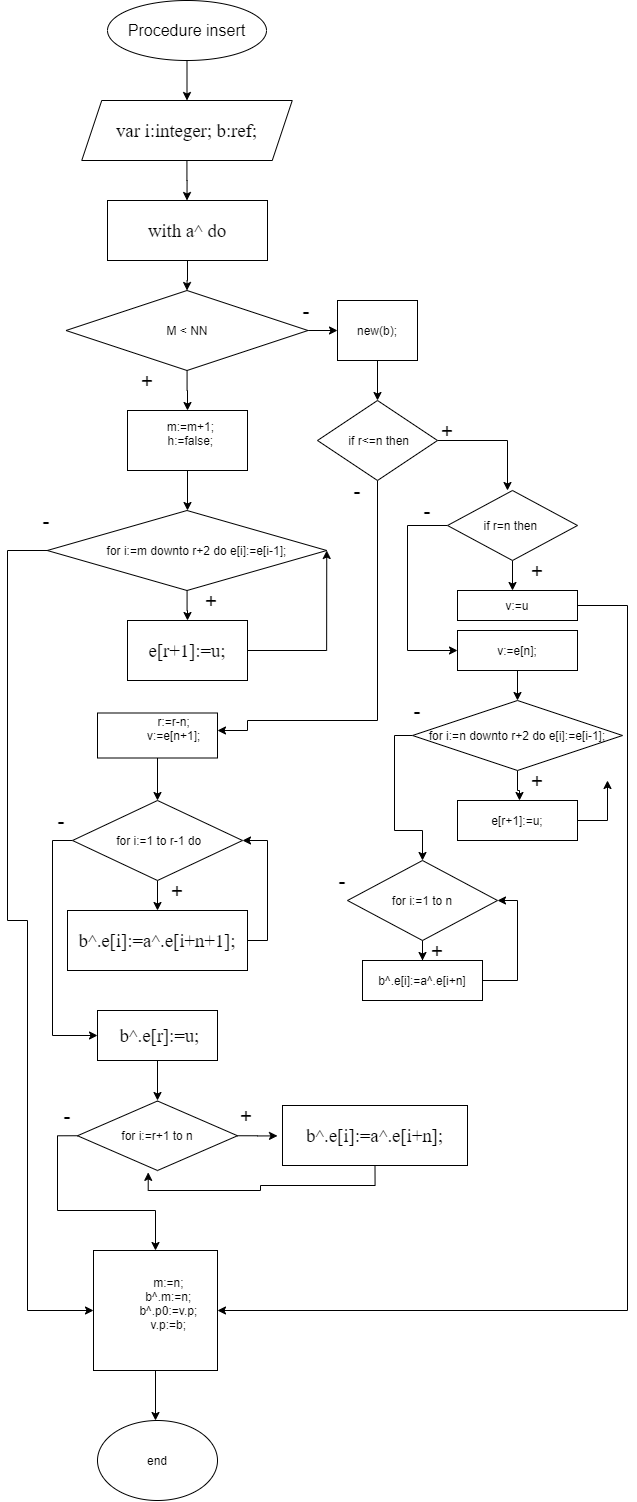 Procedure insert
var i:integer; b:ref;
with a^ do
M < NN
-
new(b);
+
m:=m+1;
h:=false;
if r<=n then
+
-
if r=n then
-
+
v:=u
-
for i:=m downto r+2 do e[i]:=e[i-1];
+
e[r+1]:=u;
v:=e[n];
r:=r-n;
v:=e[n+1];
-
for i:=n downto r+2 do e[i]:=e[i-1];
+
e[r+1]:=u;
-
for i:=1 to r-1 do
+
b^.e[i]:=a^.e[i+n+1];
-
for i:=1 to n
+
b^.e[i]:=a^.e[i+n]
b^.e[r]:=u;
-
for i:=r+1 to n
+
b^.e[i]:=a^.e[i+n];
m:=n;
b^.m:=n;
b^.p0:=v.p;
v.p:=b;
end